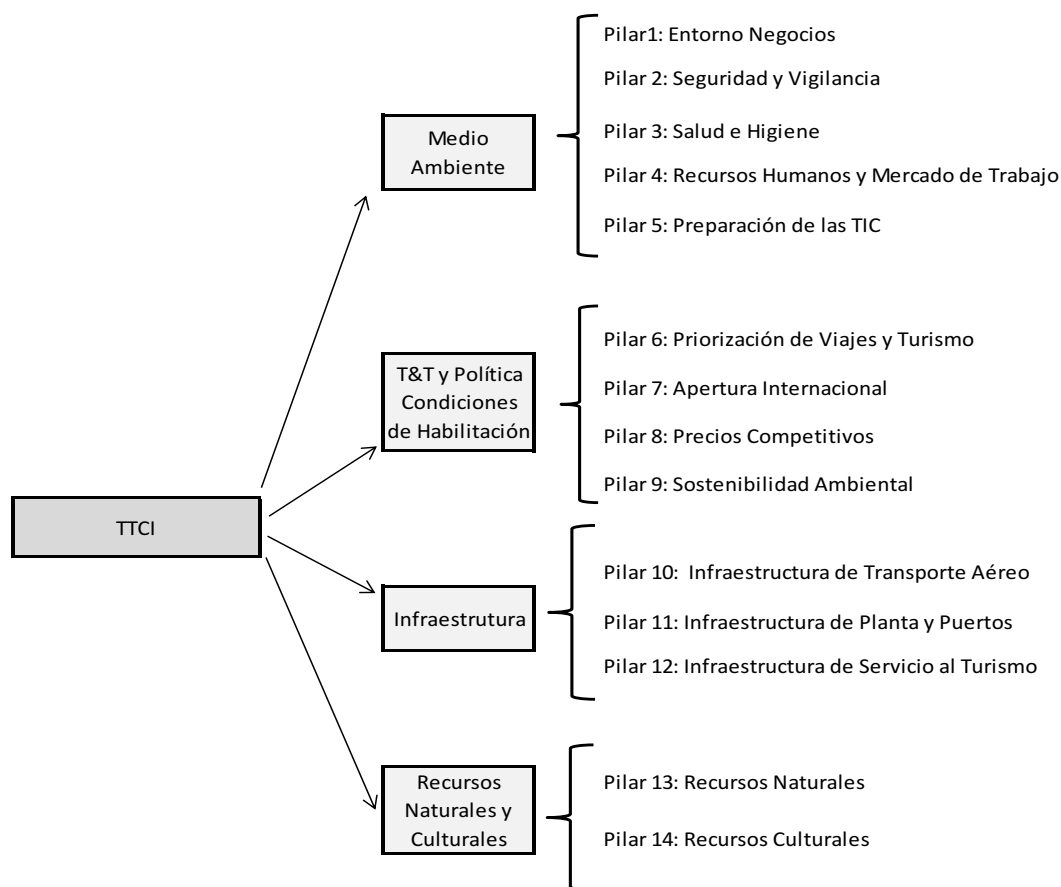 TTCI
Medio
Ambiente
Pilar1: Entorno Negocios
Pilar 2: Seguridad y Vigilancia
Pilar 3: Salud e Higiene
Pilar 4: Recursos Humanos y Mercado de Trabajo
Pilar 5: Preparación de las TIC
T&T y Política
Condiciones
de Habilitación
Pilar 6: Priorización de Viajes y Turismo
Pilar 7: Apertura Internacional
Pilar 8: Precios Competitivos
Pilar 9: Sostenibilidad Ambiental
Infraestrutura
Pilar 10: Infraestructura de Transporte Aéreo
Pilar 11: Infraestructura de Planta y Puertos
Pilar 12: Infraestructura de Servicio al Turismo
Recursos
Naturales y
Culturales
Pilar 13: Recursos Naturales
Pilar 14: Recursos Culturales